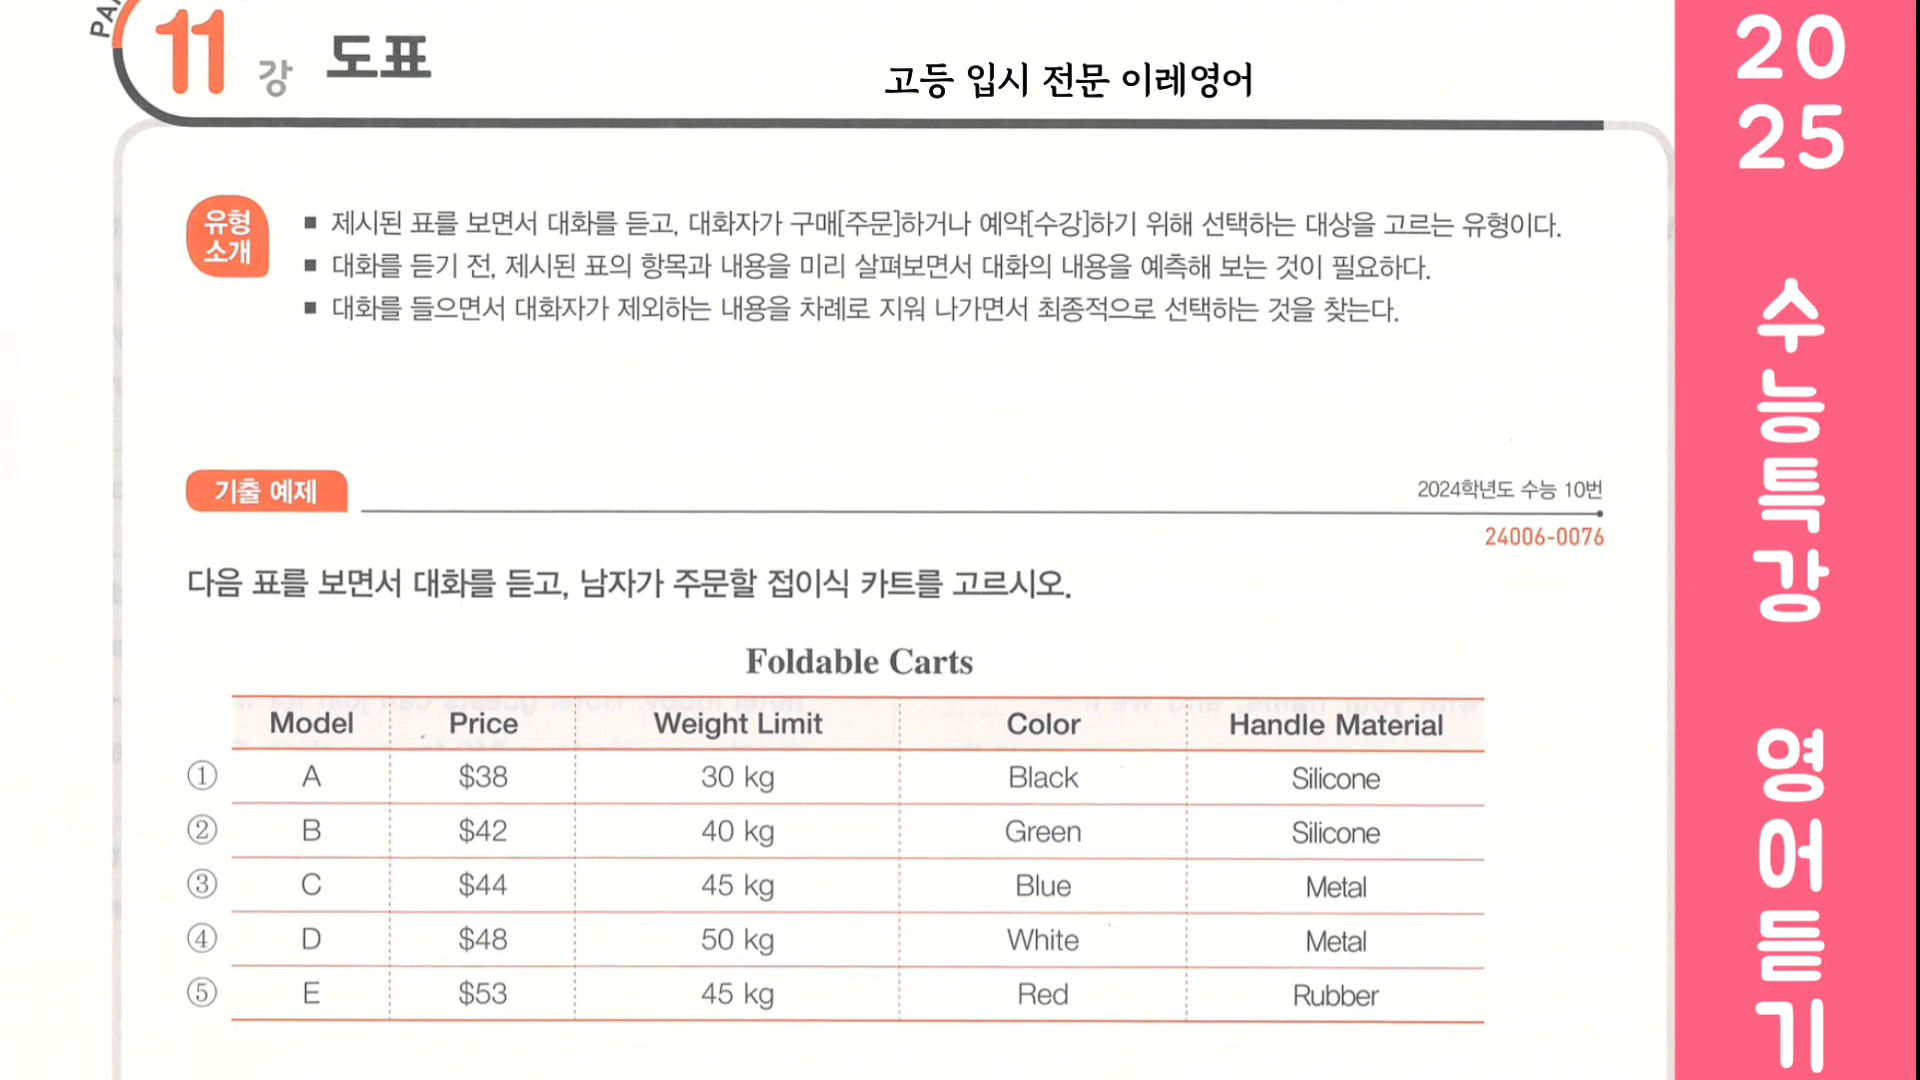 11강 도표
고등 입시 전문 이레영어
유형
소개
■ 제시된 표를 보면서 대화를 듣고, 대화자가 구매[주문]하거나 예약[수강]하기 위해 선택하는 대상을 고르는 유형이다.
■ 대화를 듣기 전, 제시된 표의 항목과 내용을 미리 살펴보면서 대화의 내용을 예측해 보는 것이 필요하다.
■ 대화를 들으면서 대화자가 제외하는 내용을 차례로 지워 나가면서 최종적으로 선택하는 것을 찾는다.
기출 예제
2024학년도 수능 10번
24006-0076
다음 표를 보면서 대화를 듣고, 남자가 주문할 접이식 카트를 고르시오.
Foldable Carts
Model Price Weight Limit Color Handle Material
① A $38 30 kg Black Silicone
② B $42 40 kg Green Silicone
③ C $44 45 kg Blue Metal
④ D $48 50 kg White Metal
⑤ E $53 45 kg Red Rubber
2025 수능특강 영어듣기